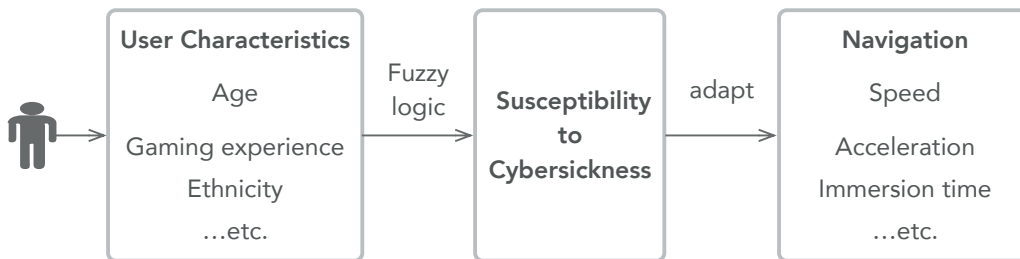 User Characteristics
Age
Gaming experience
Ethnicity
…etc.
Fuzzy
logic
Susceptibility
to
Cybersickness
adapt
Navigation
Speed
Acceleration
Immersion time
…etc.